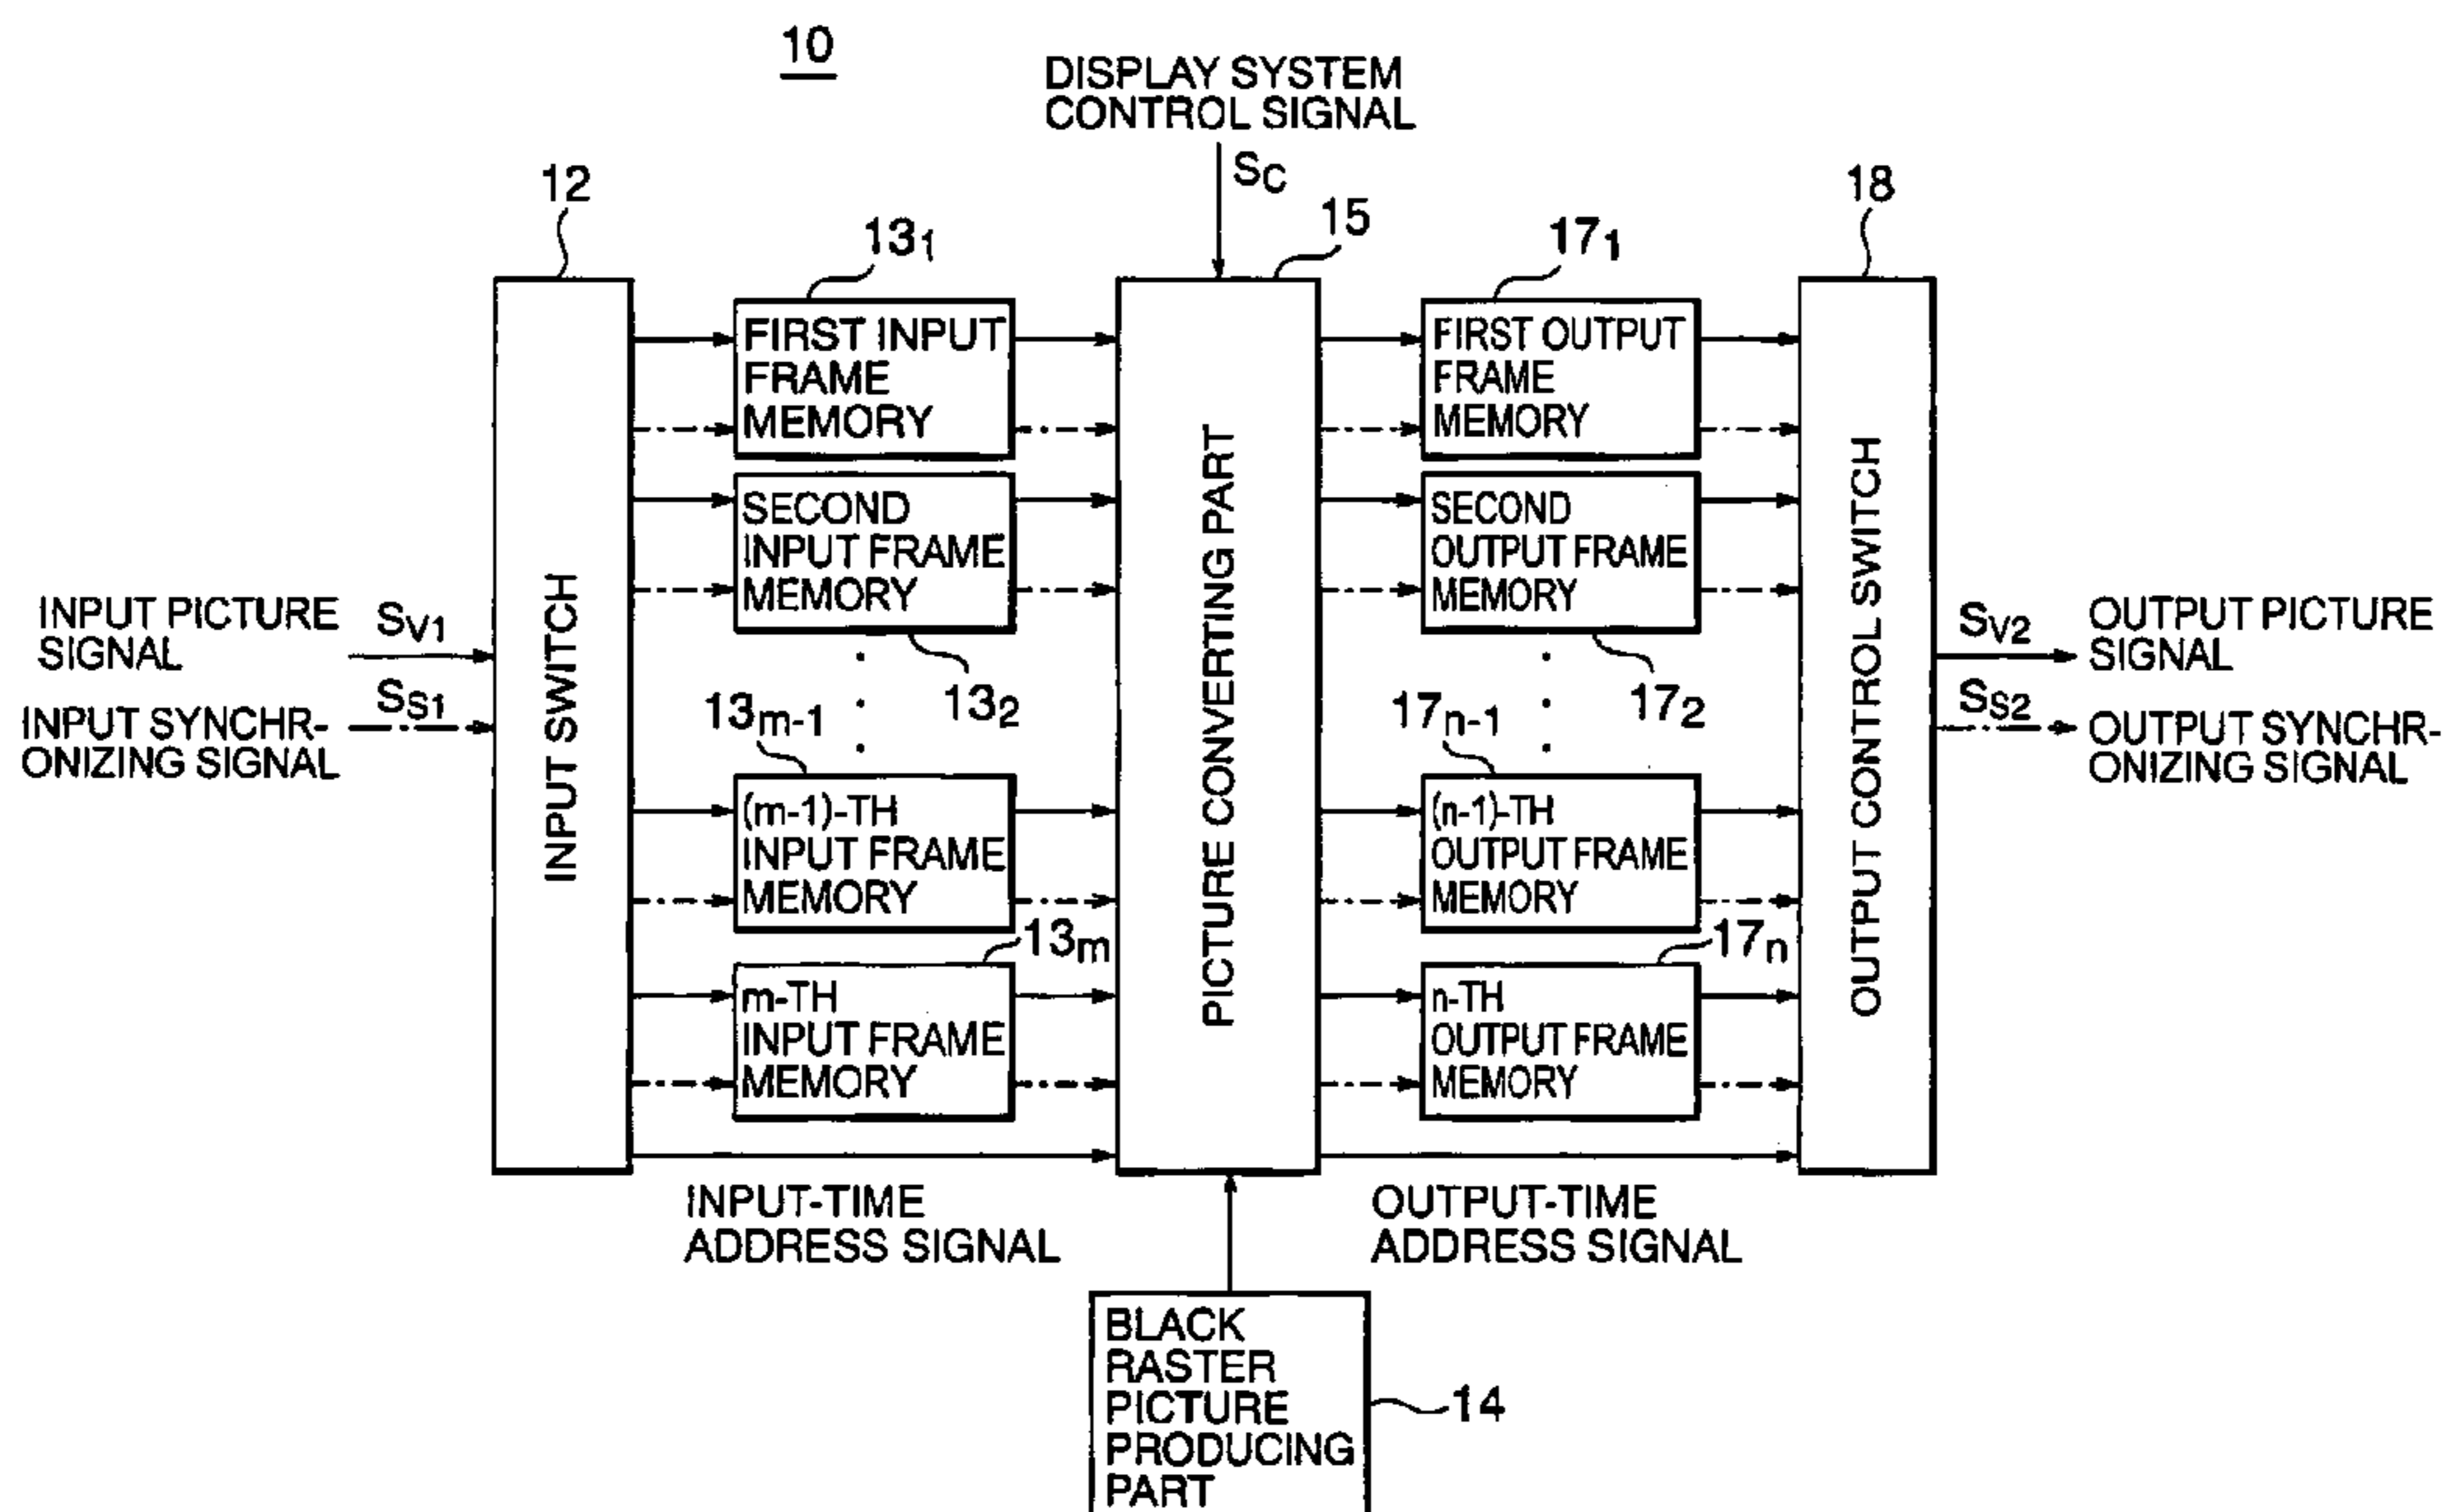 10
DISPLAY SYSTEM
CONTROL SIGNAL
SC
12
13₁
15
17₁
18
FIRST INPUT
FRAME
MEMORY
FIRST OUTPUT
FRAME
MEMORY
SECOND
INPUT FRAME
MEMORY
SECOND
OUTPUT FRAME
MEMORY
INPUT PICTURE
SIGNAL
SV1
INPUT SYNCHR-
ONIZING SIGNAL
SS1
INPUT SWITCH
13₂
13m-1
PICTURE CONVERTING PART
17₂
17n-1
OUTPUT CONTROL SWITCH
SV2
OUTPUT PICTURE
SIGNAL
SS2
OUTPUT SYNCHR-
ONIZING SIGNAL
(m-1)-TH
INPUT FRAME
MEMORY
(n-1)-TH
OUTPUT FRAME
MEMORY
13m
17n
m-TH
INPUT FRAME
MEMORY
n-TH
OUTPUT FRAME
MEMORY
INPUT-TIME
ADDRESS SIGNAL
OUTPUT-TIME
ADDRESS SIGNAL
BLACK
RASTER
PICTURE
PRODUCING
PART
14